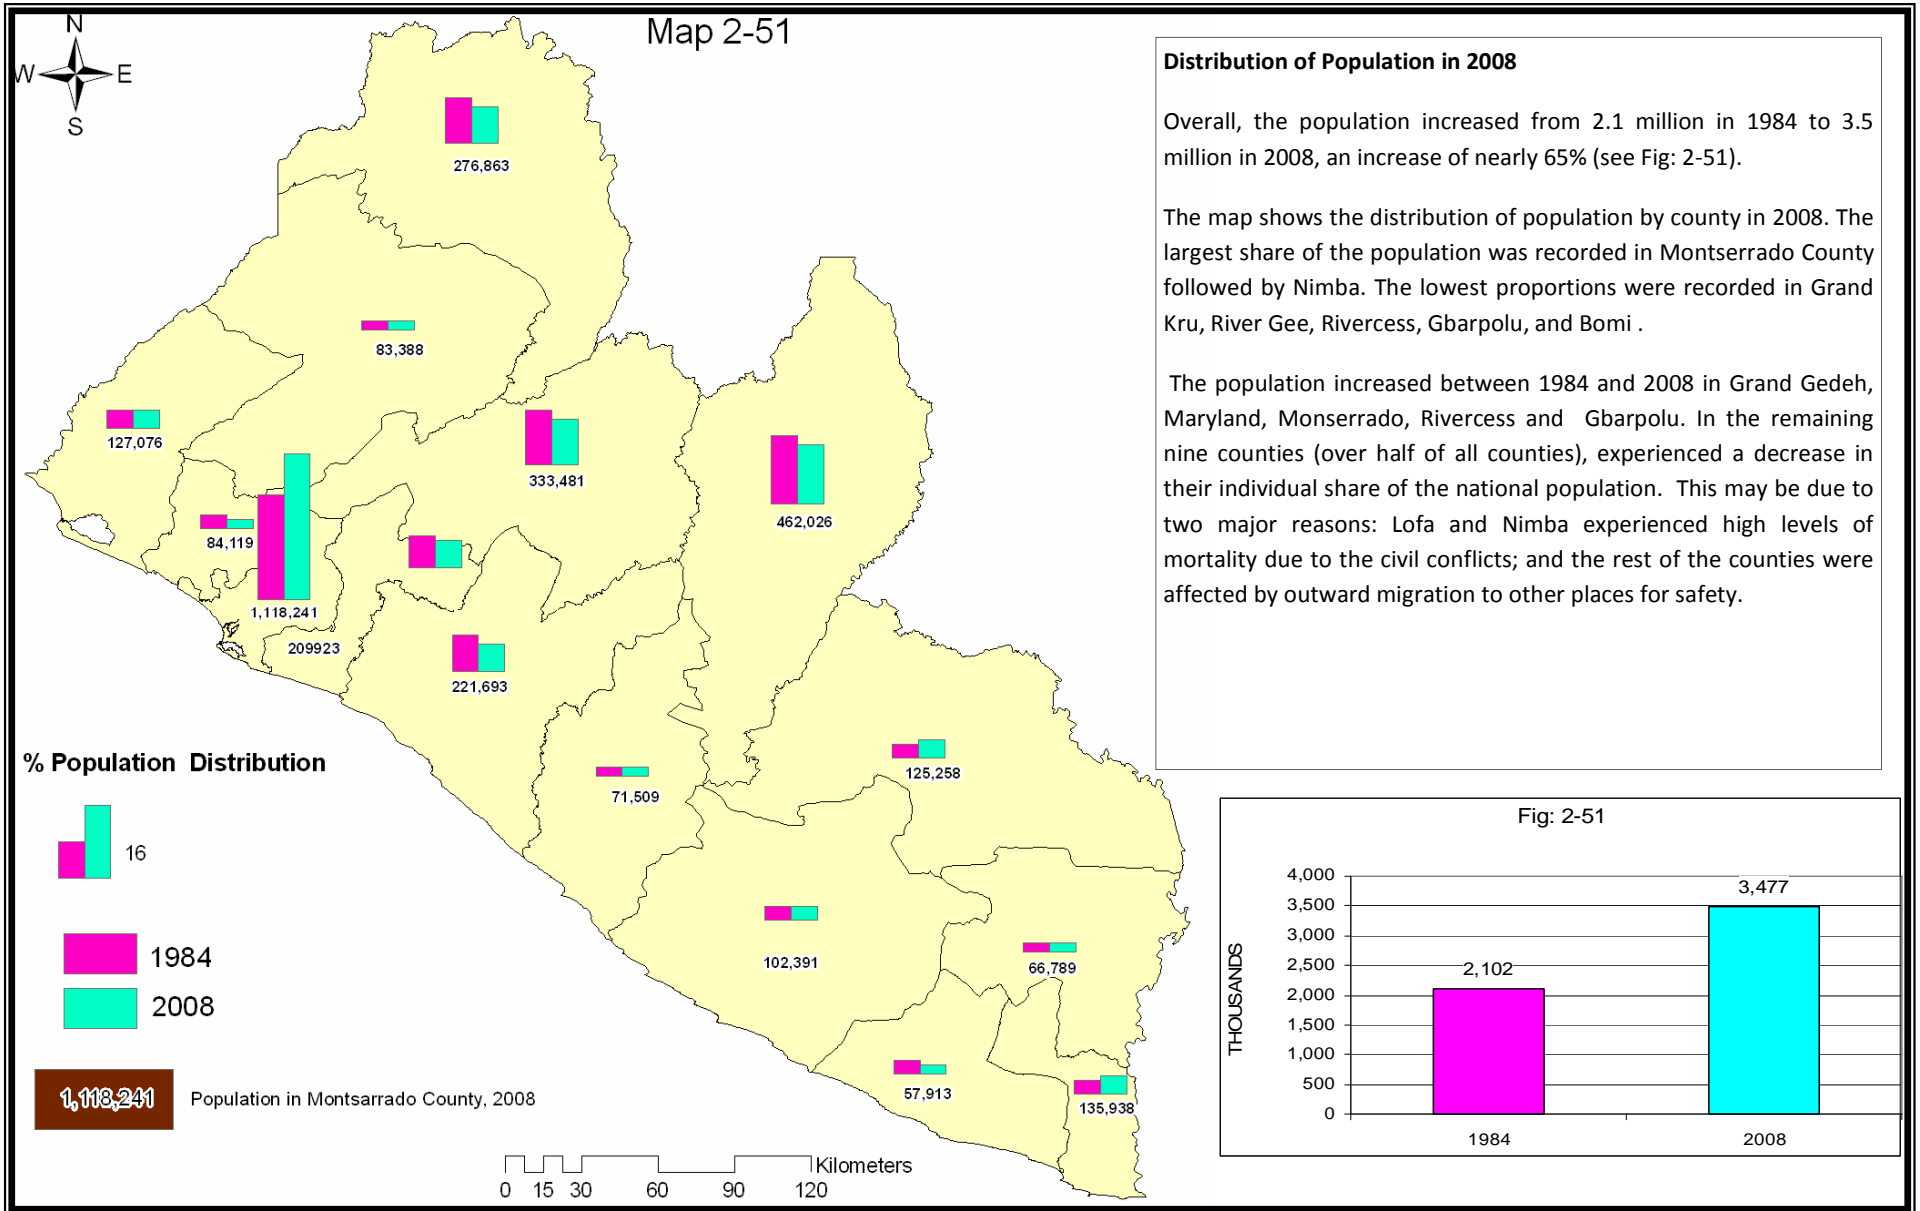 Map 2-51
N
W E
S
276,863
83,388
127,076
333,481
462,026
84,119
1,118,241
209923
221,693
71,509
125,258
102,391
66,789
57,913
135,938
% Population Distribution
16
1984
2008
1,118,241 Population in Montsarrado County, 2008
Kilometers
0 15 30 60 90 120
Distribution of Population in 2008
Overall, the population increased from 2.1 million in 1984 to 3.5
million in 2008, an increase of nearly 65% (see Fig: 2-51).
The map shows the distribution of population by county in 2008. The
largest share of the population was recorded in Montserrado County
followed by Nimba. The lowest proportions were recorded in Grand
Kru, River Gee, Rivercess, Gbarpolu, and Bomi .
The population increased between 1984 and 2008 in Grand Gedeh,
Maryland, Monserrado, Rivercess and Gbarpolu. In the remaining
nine counties (over half of all counties), experienced a decrease in
their individual share of the national population. This may be due to
two major reasons: Lofa and Nimba experienced high levels of
mortality due to the civil conflicts; and the rest of the counties were
affected by outward migration to other places for safety.
Fig: 2-51
THOUSANDS
4,000
3,500
3,000
2,500
2,000
1,500
1,000
500
0
2,102
3,477
1984 2008